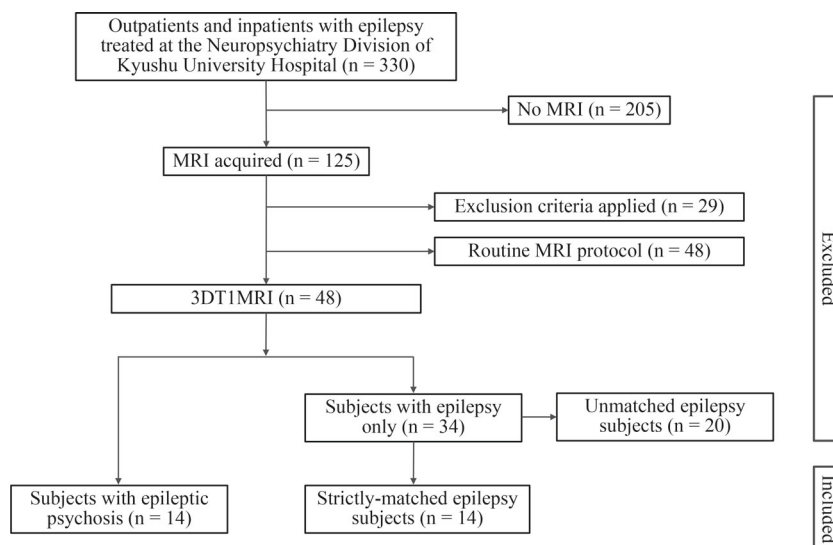 Outpatients and inpatients with epilepsy
treated at the Neuropsychiatry Division of
Kyushu University Hospital (n = 330)
No MRI (n = 205)
MRI acquired (n = 125)
Exclusion criteria applied (n = 29)
Routine MRI protocol (n = 48)
3DT1MRI (n = 48)
Excluded
Subjects with epilepsy
only (n = 34)
Unmatched epilepsy
subjects (n = 20)
Subjects with epileptic
psychosis (n = 14)
Strictly-matched epilepsy
subjects (n = 14)
Included